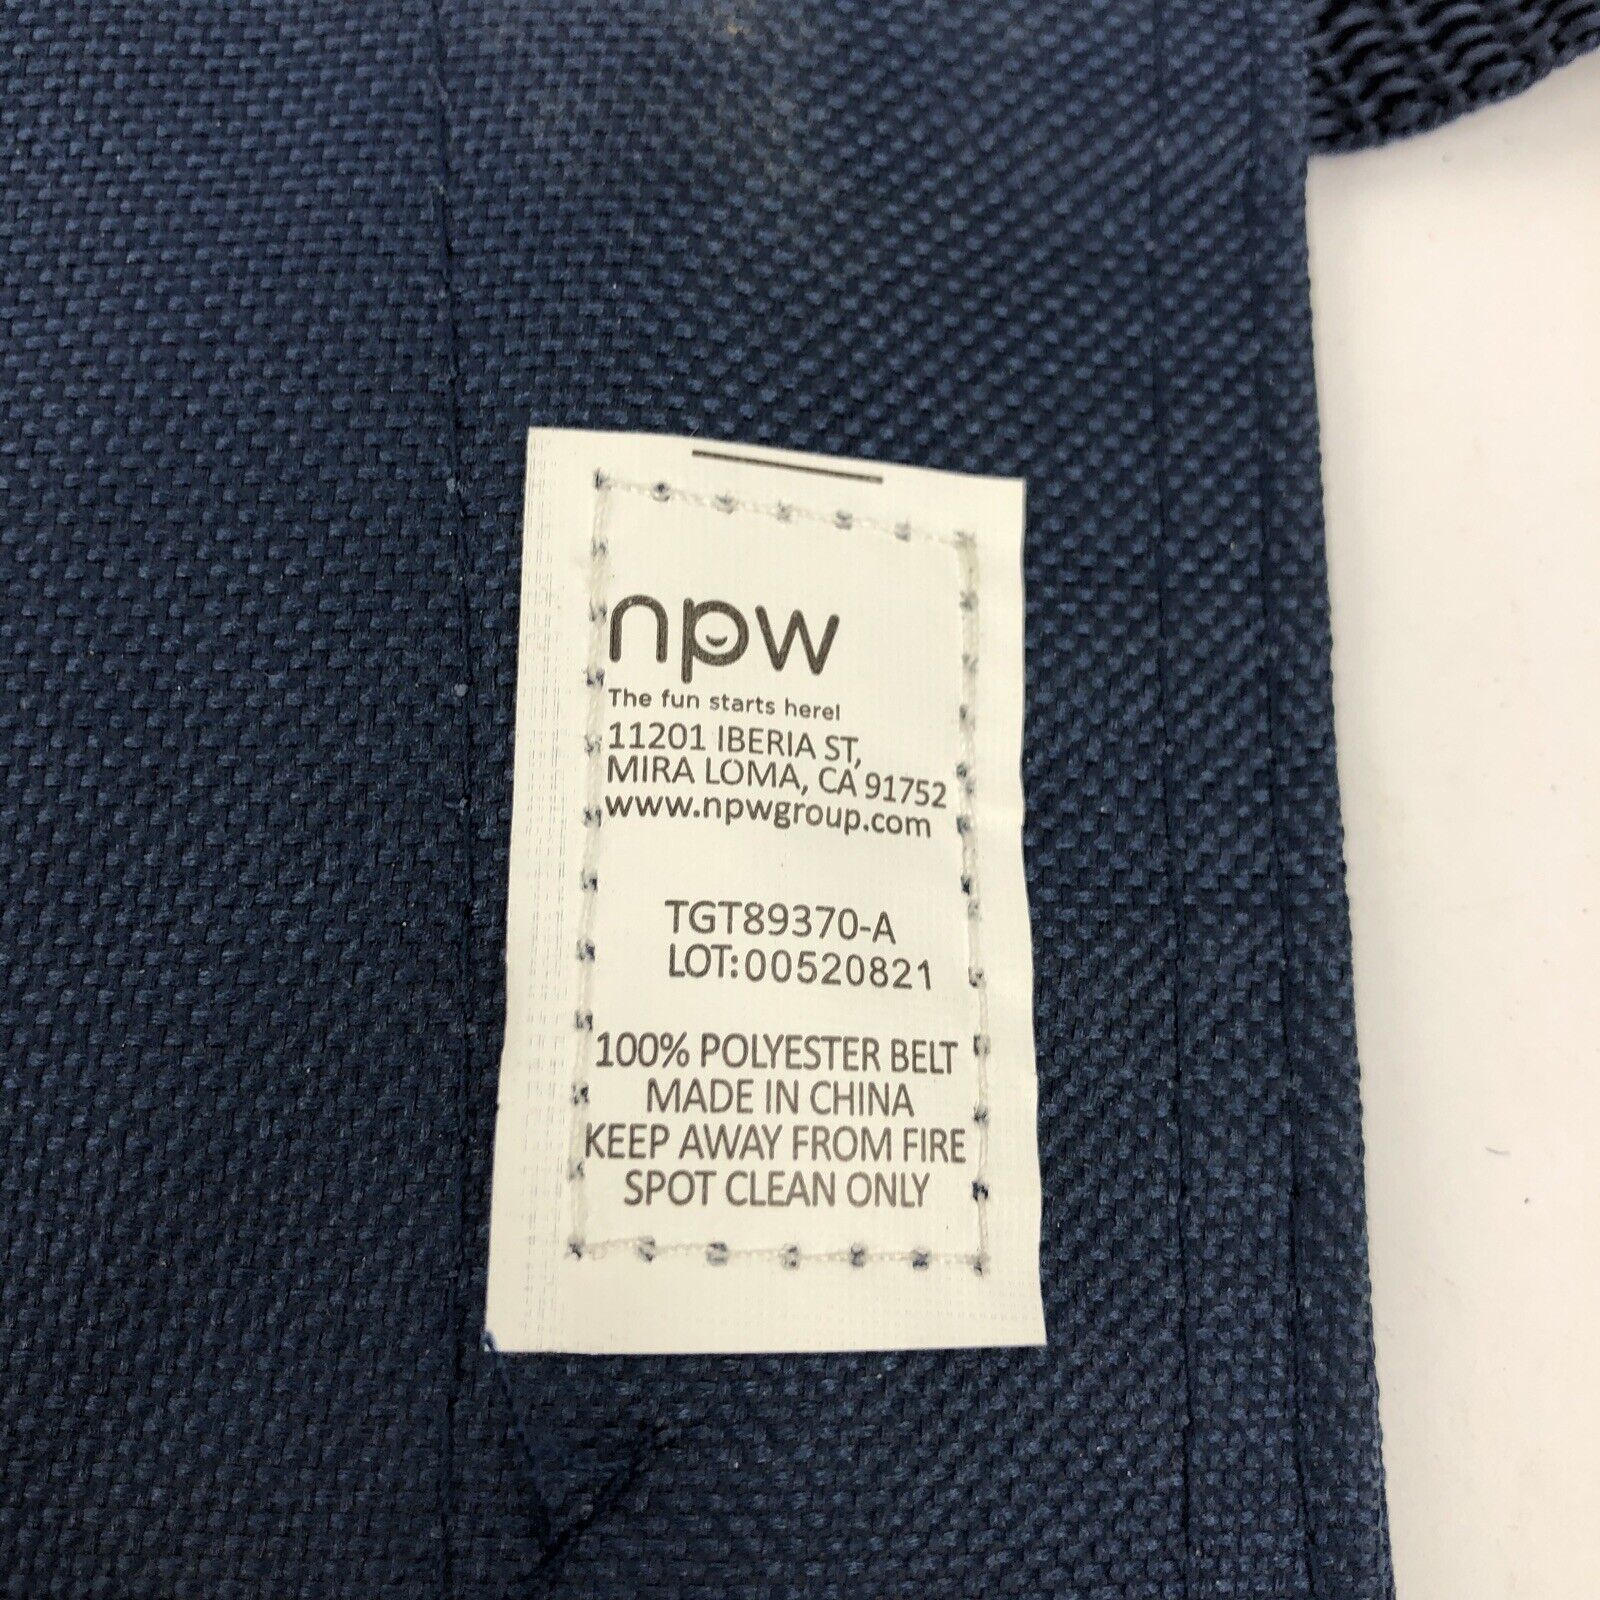 npw
The fun starts here!
11201 IBERIA ST,
MIRA LOMA, CA 91752
www.npwgroup.com
TGT89370-A
LOT:00520821
100% POLYESTER BELT
MADE IN CHINA
KEEP AWAY FROM FIRE
SPOT CLEAN ONLY